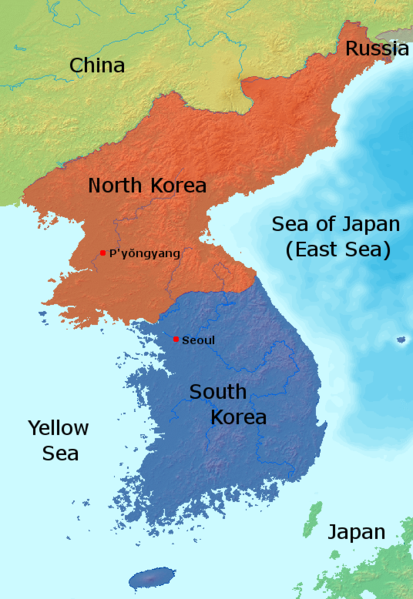 Russia
China
North Korea
Sea of Japan
(East Sea)
P'yŏngyang
Seoul
South
Korea
Yellow
Sea
Japan